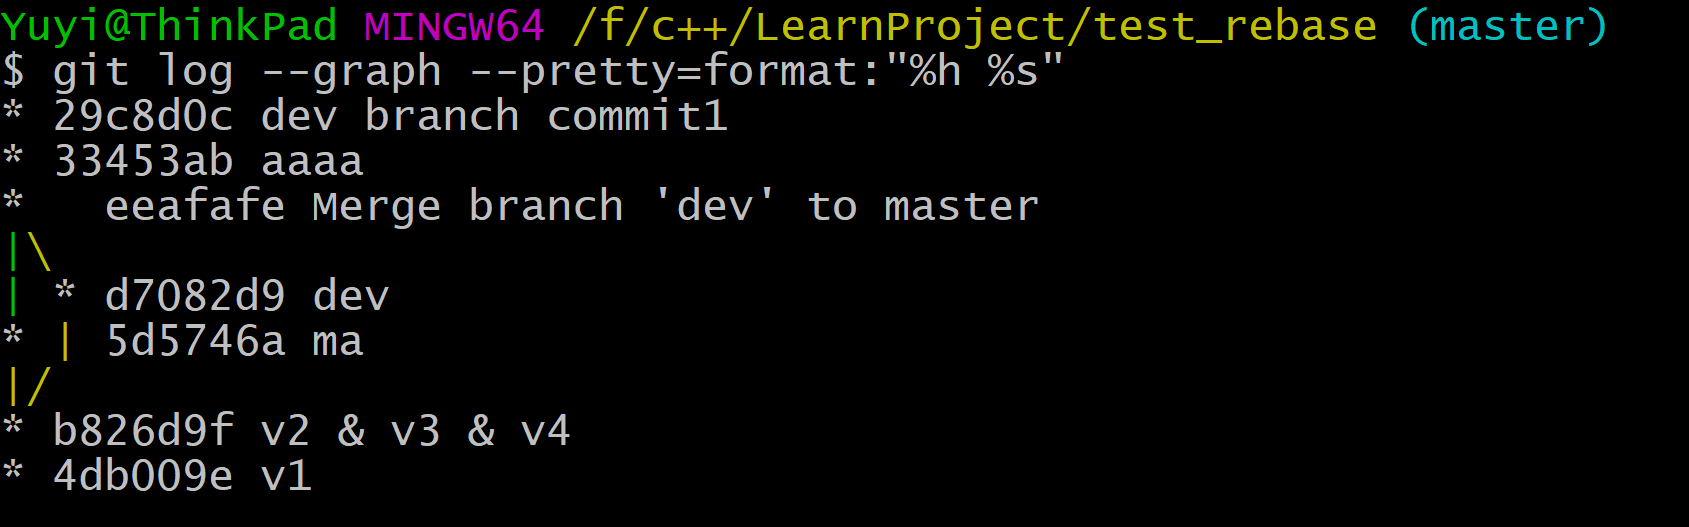 Yuyi@ThinkPad MINGW64 /f/c++/LearnProject/test_rebase (master)
$ git log --graph --pretty=format:"%h %s"
* 29c8d0c dev branch commit1
* 33453ab aaaa
*   eeafafe Merge branch 'dev' to master
|\
| * d7082d9 dev
* | 5d5746a ma
|/
* b826d9f v2 & v3 & v4
* 4db009e v1